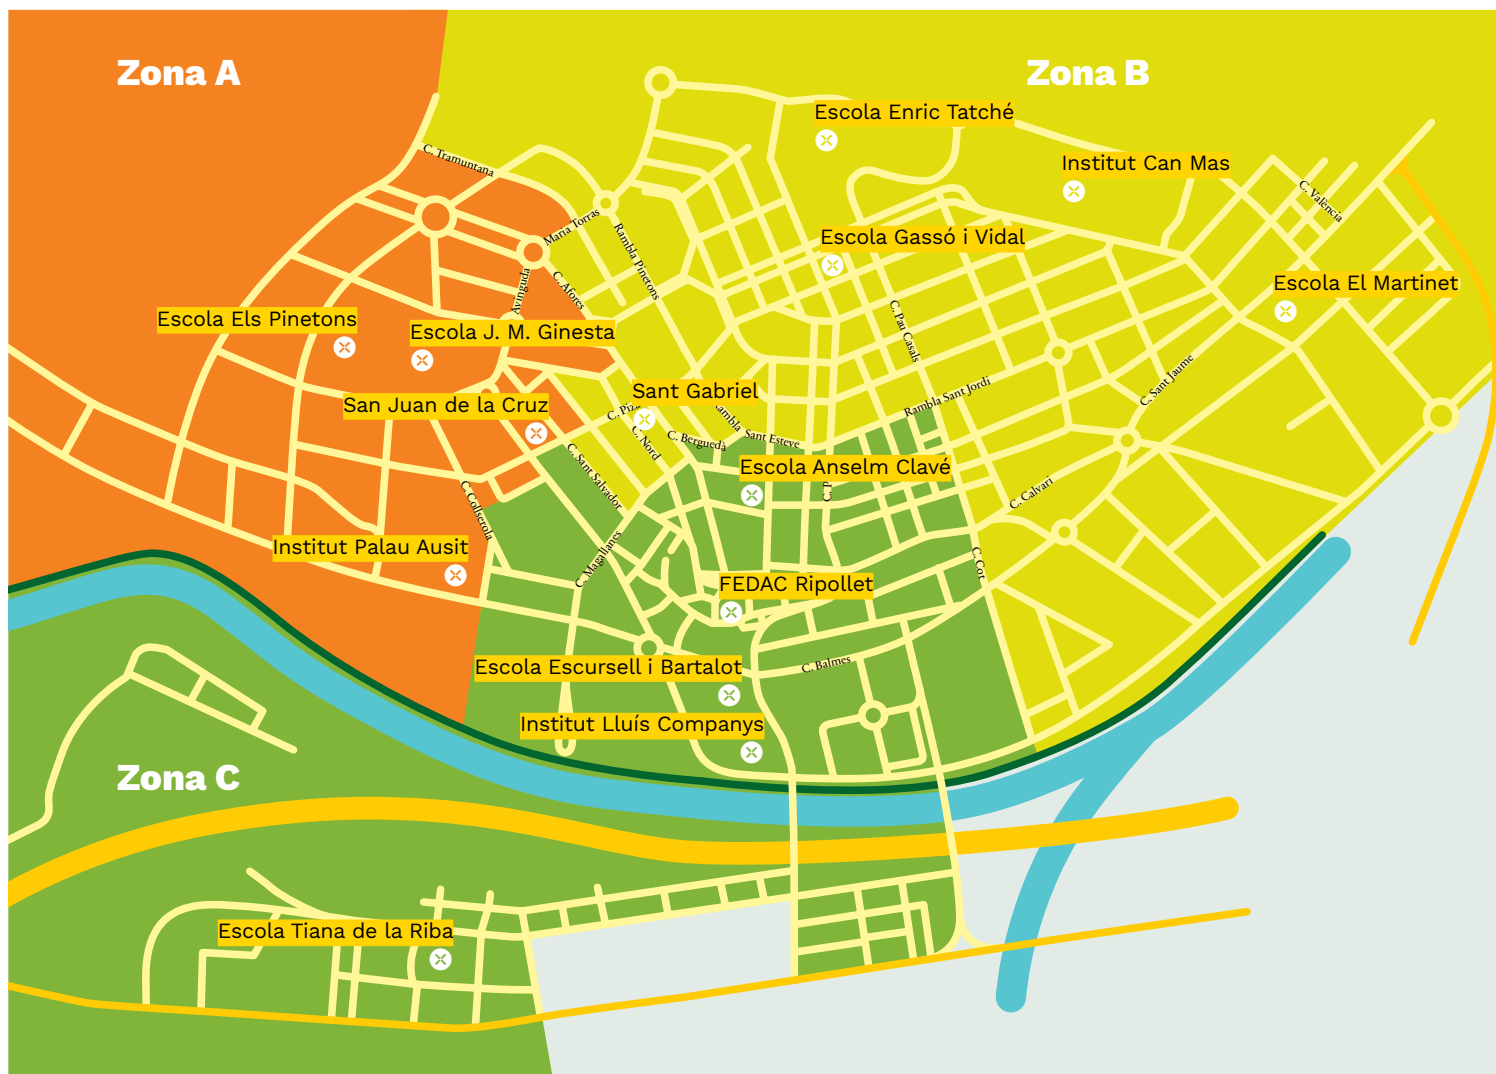 Zona A
Zona B
Escola Enric Tatché
C. Tramuntana
Institut Can Mas
C. València
Maria Torras
Rambla Pinetons
Escola Gassó i Vidal
Avinguda
C. Afores
Escola El Martinet
Escola Els Pinetons
Escola J. M. Ginesta
C. Pau Casals
C. Sant Jaume
Sant Gabriel
Rambla Sant Jordi
San Juan de la Cruz
C. Nord
C. Berguedà
Sant Esteve
C. Sant Salvador
Escola Anselm Clavé
C. Calvari
C. Collserola
Institut Palau Ausit
C. Magallanes
C. Cot
FEDAC Ripollet
Escola Escursell i Bartalot
C. Balmes
Institut Lluís Companys
Zona C
Escola Tiana de la Riba